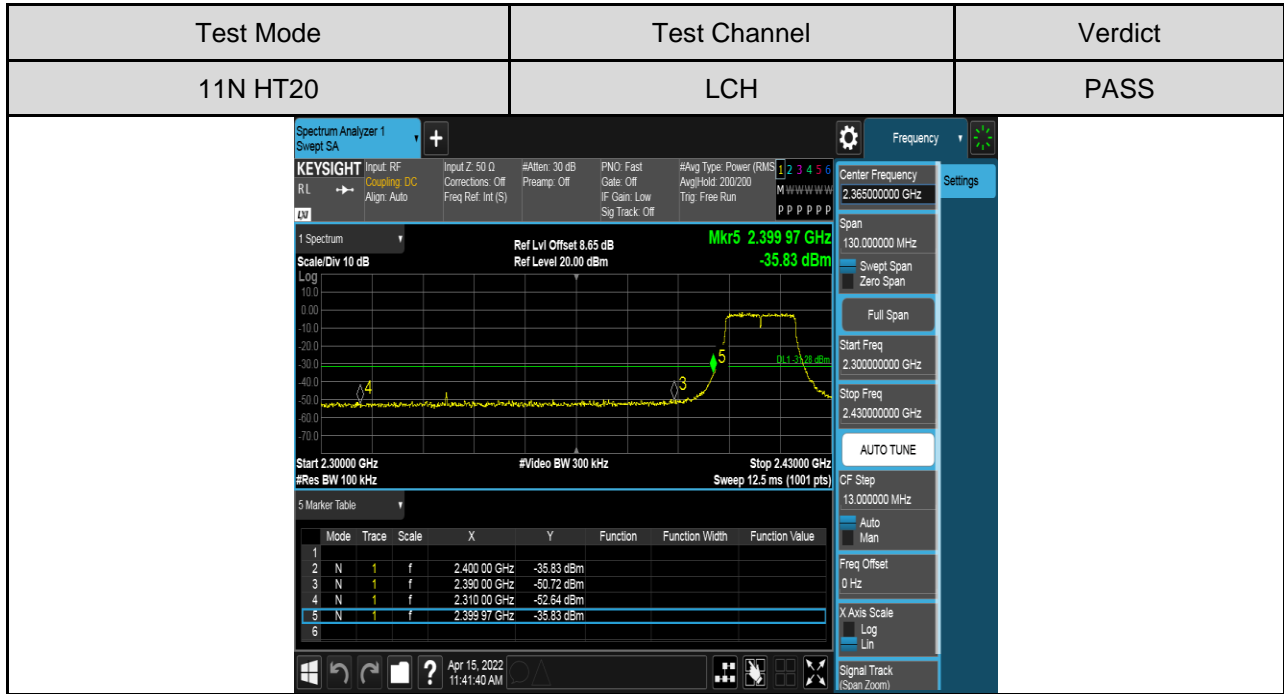 Test Mode Test Channel Verdict
11N HT20 LCH PASS
Spectrum Analyzer 1
Swept SA
Frequency
KEYSIGHT Input: RF Input Z: 50 Ω #Atten: 30 dB PNO: Fast #Avg Type: Power (RMS 1 2 3 4 5 6
RL Coupling: DC Corrections: Off Preamp: Off Gate: Off Avg|Hold: 200/200 M W W W W W
Align: Auto Freq Ref: Int (S) IF Gain: Low Trig: Free Run
LXI Sig Track: Off P P P P P P
Center Frequency
2.365000000 GHz
Settings
1 Spectrum Ref Lvl Offset 8.65 dB Mkr5 2.399 97 GHz
Scale/Div 10 dB Ref Level 20.00 dBm -35.83 dBm
Log
10.0
0.00
-10.0
-20.0
-30.0
-40.0
-50.0
-60.0
-70.0
4
3
5
Start 2.30000 GHz #Video BW 300 kHz Stop 2.43000 GHz
#Res BW 100 kHz Sweep 12.5 ms (1001 pts)
Span
130.000000 MHz
Swept Span
Zero Span
Full Span
Start Freq
2.300000000 GHz
Stop Freq
2.430000000 GHz
AUTO TUNE
CF Step
13.000000 MHz
Auto
Man
Freq Offset
0 Hz
X Axis Scale
Log
Lin
Signal Track
(Span Zoom)
5 Marker Table
Mode Trace Scale X Y Function Function Width Function Value
1
2 N 1 f 2.400 00 GHz -35.83 dBm
3 N 1 f 2.390 00 GHz -50.72 dBm
4 N 1 f 2.310 00 GHz -52.64 dBm
5 N 1 f 2.399 97 GHz -35.83 dBm
6
? Apr 15, 2022
11:41:40 AM